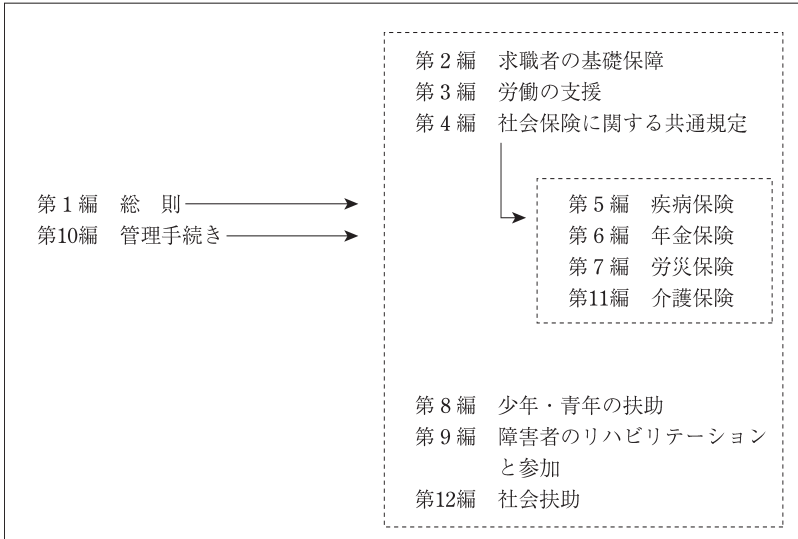 第2編 求職者の基礎保障
第3編 労働の支援
第4編 社会保険に関する共通規定
第1編 総 則
第10編 管理手続き
第5編 疾病保険
第6編 年金保険
第7編 労災保険
第11編 介護保険
第8編 少年・青年の扶助
第9編 障害者のリハビリテーション
と参加
第12編 社会扶助